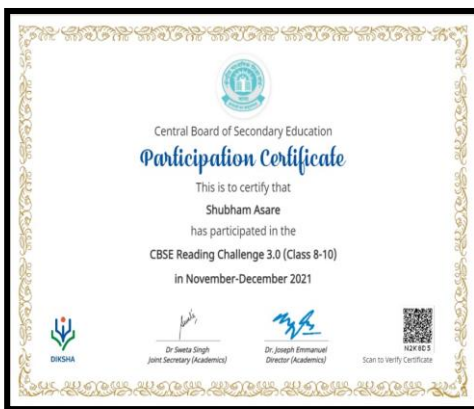 Central Board of Secondary Education
Participation Certificate
This is to certify that
Shubham Asare
has participated in the
CBSE Reading Challenge 3.0 (Class 8-10)
in November-December 2021
DIKSHA
Dr Sweta Singh
Joint Secretary (Academics)
Dr. Joseph Emmanuel
Director (Academics)
N2K8D5
Scan to Verify Certificate